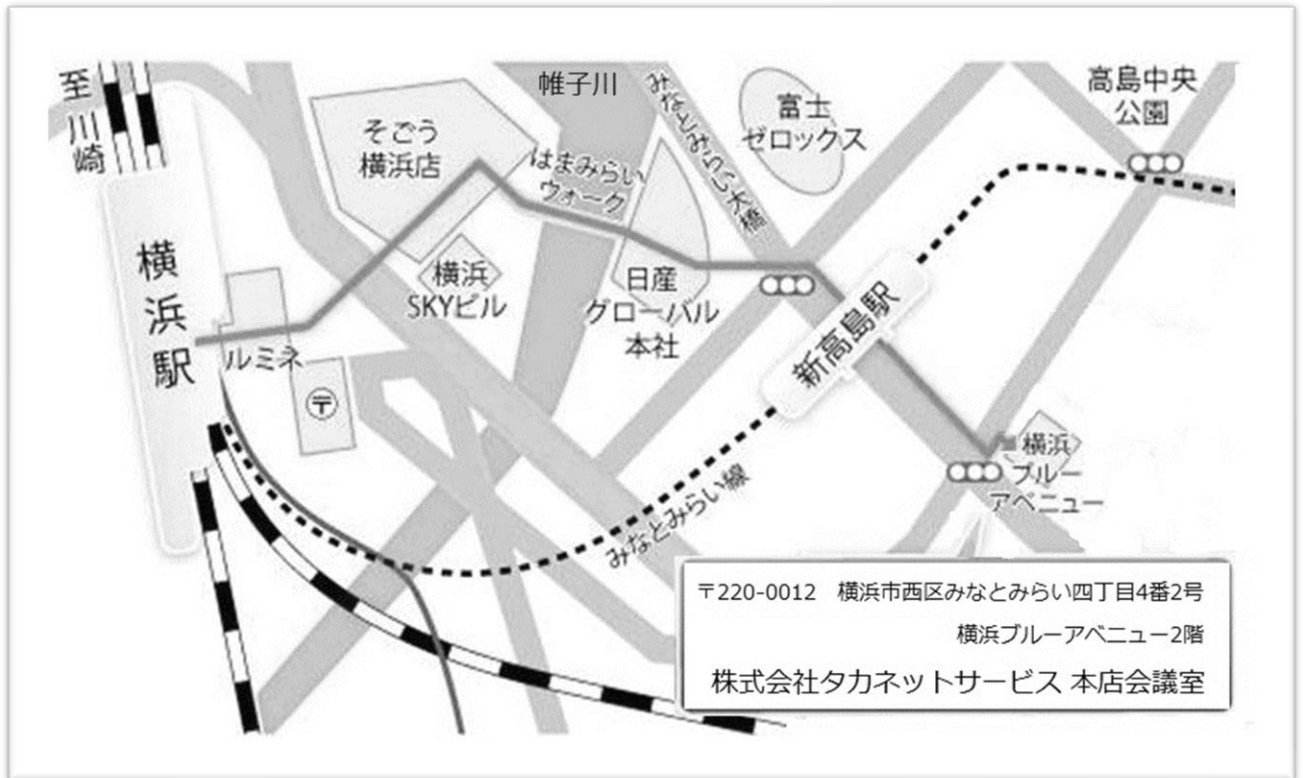 至川崎
帷子川
みなとみらい大橋
富士
ゼロックス
高島中央
公園
そごう
横浜店
はまみらい
ウォーク
横浜駅
横浜
SKYビル
日産
グローバル
本社
新高島駅
ルミネ
〒
横浜
ブルー
アベニュー
みなとみらい線
〒220-0012 横浜市西区みなとみらい四丁目4番2号
横浜ブルーアベニュー2階
株式会社タカネットサービス 本店会議室